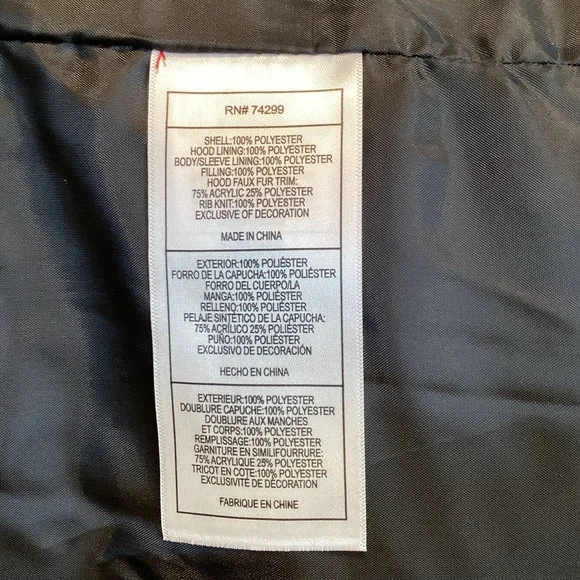 RN# 74299
SHELL:100% POLYESTER
HOOD LINING:100% POLYESTER
BODY/SLEEVE LINING:100% POLYESTER
FILLING:100% POLYESTER
HOOD FAUX FUR TRIM:
75% ACRYLIC 25% POLYESTER
RIB KNIT:100% POLYESTER
EXCLUSIVE OF DECORATION
MADE IN CHINA
EXTERIOR:100% POLIÉSTER
FORRO DE LA CAPUCHA:100% POLIÉSTER
FORRO DEL CUERPO/LA
MANGA:100% POLIÉSTER
RELLENO:100% POLIÉSTER
PELAJE SINTÉTICO DE LA CAPUCHA:
75% ACRÍLICO 25% POLIÉSTER
PUÑO:100% POLIÉSTER
EXCLUSIVO DE DECORACIÓN
HECHO EN CHINA
EXTERIEUR:100% POLYESTER
DOUBLURE CAPUCHE:100% POLYESTER
DOUBLURE AUX MANCHES
ET CORPS:100% POLYESTER
REMPLISSAGE:100% POLYESTER
GARNITURE EN SIMILIFOURRURE:
75% ACRYLIQUE 25% POLYESTER
TRICOT EN COTE:100% POLYESTER
EXCLUSIVITÉ DE DÉCORATION
FABRIQUE EN CHINE